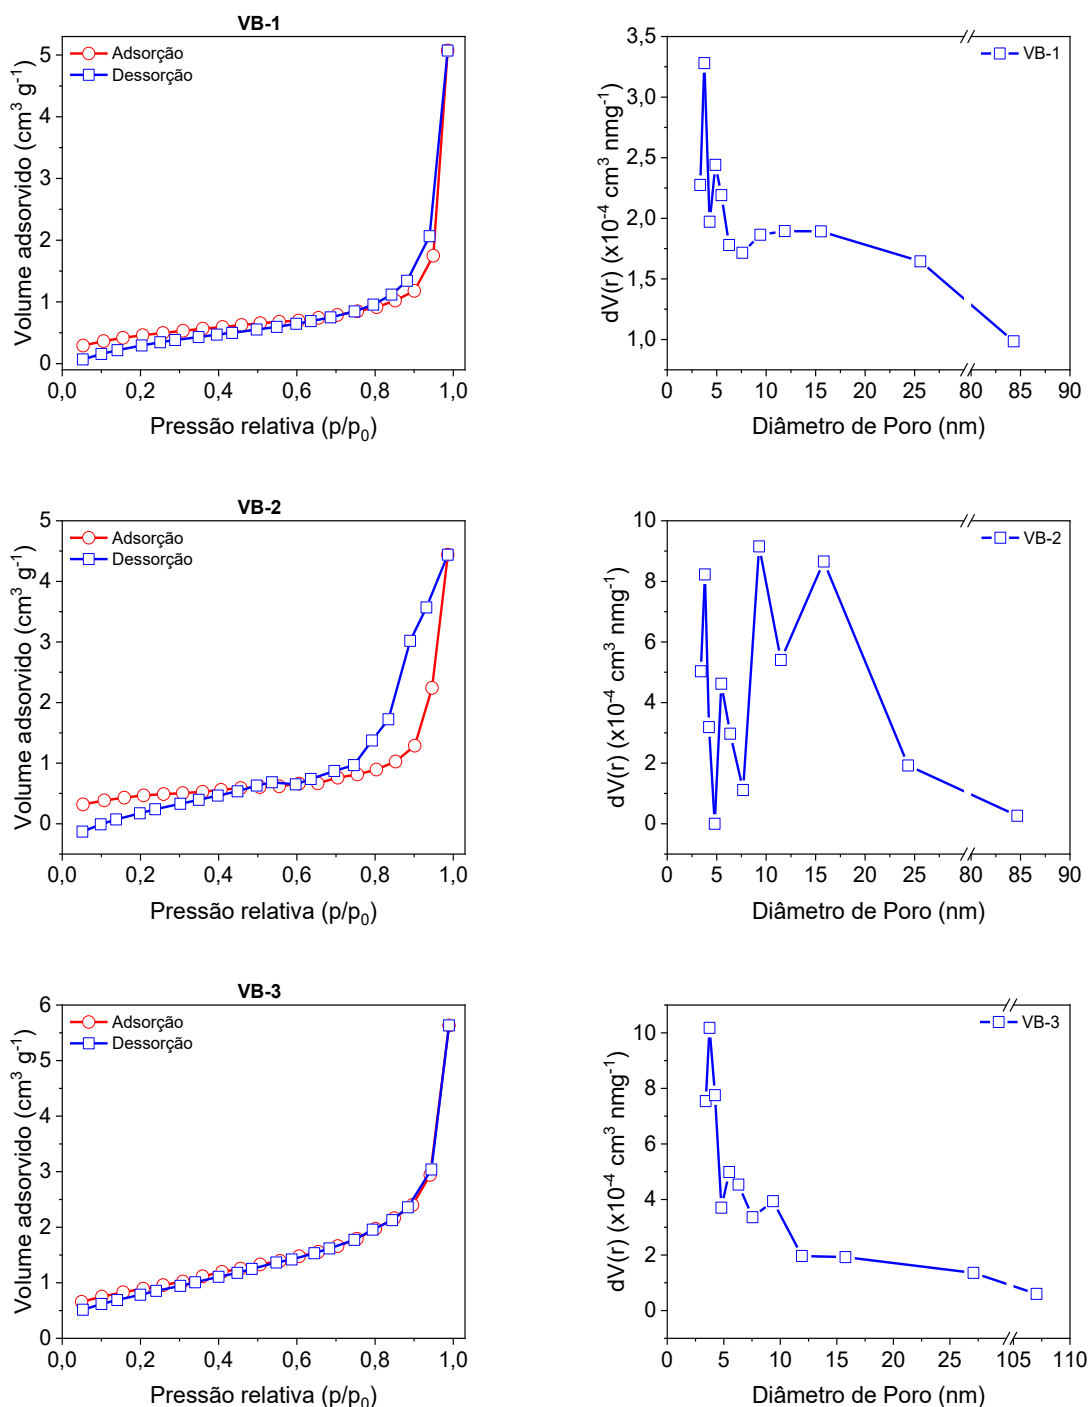 VB-1
Adsorção
Dessorção
Volume adsorvido (cm³ g⁻¹)
5
4
3
2
1
0
0,0 0,2 0,4 0,6 0,8 1,0
Pressão relativa (p/p₀)
VB-1
dV(r) (x10⁻⁴ cm³ nmg⁻¹)
3,5
3,0
2,5
2,0
1,5
1,0
0 5 10 15 20 25 80 85 90
Diâmetro de Poro (nm)
VB-2
Adsorção
Dessorção
Volume adsorvido (cm³ g⁻¹)
5
4
3
2
1
0
0,0 0,2 0,4 0,6 0,8 1,0
Pressão relativa (p/p₀)
VB-2
dV(r) (x10⁻⁴ cm³ nmg⁻¹)
10
8
6
4
2
0
0 5 10 15 20 25 80 85 90
Diâmetro de Poro (nm)
VB-3
Adsorção
Dessorção
Volume adsorvido (cm³ g⁻¹)
6
5
4
3
2
1
0
0,0 0,2 0,4 0,6 0,8 1,0
Pressão relativa (p/p₀)
VB-3
dV(r) (x10⁻⁴ cm³ nmg⁻¹)
10
8
6
4
2
0
0 5 10 15 20 25 105 110
Diâmetro de Poro (nm)